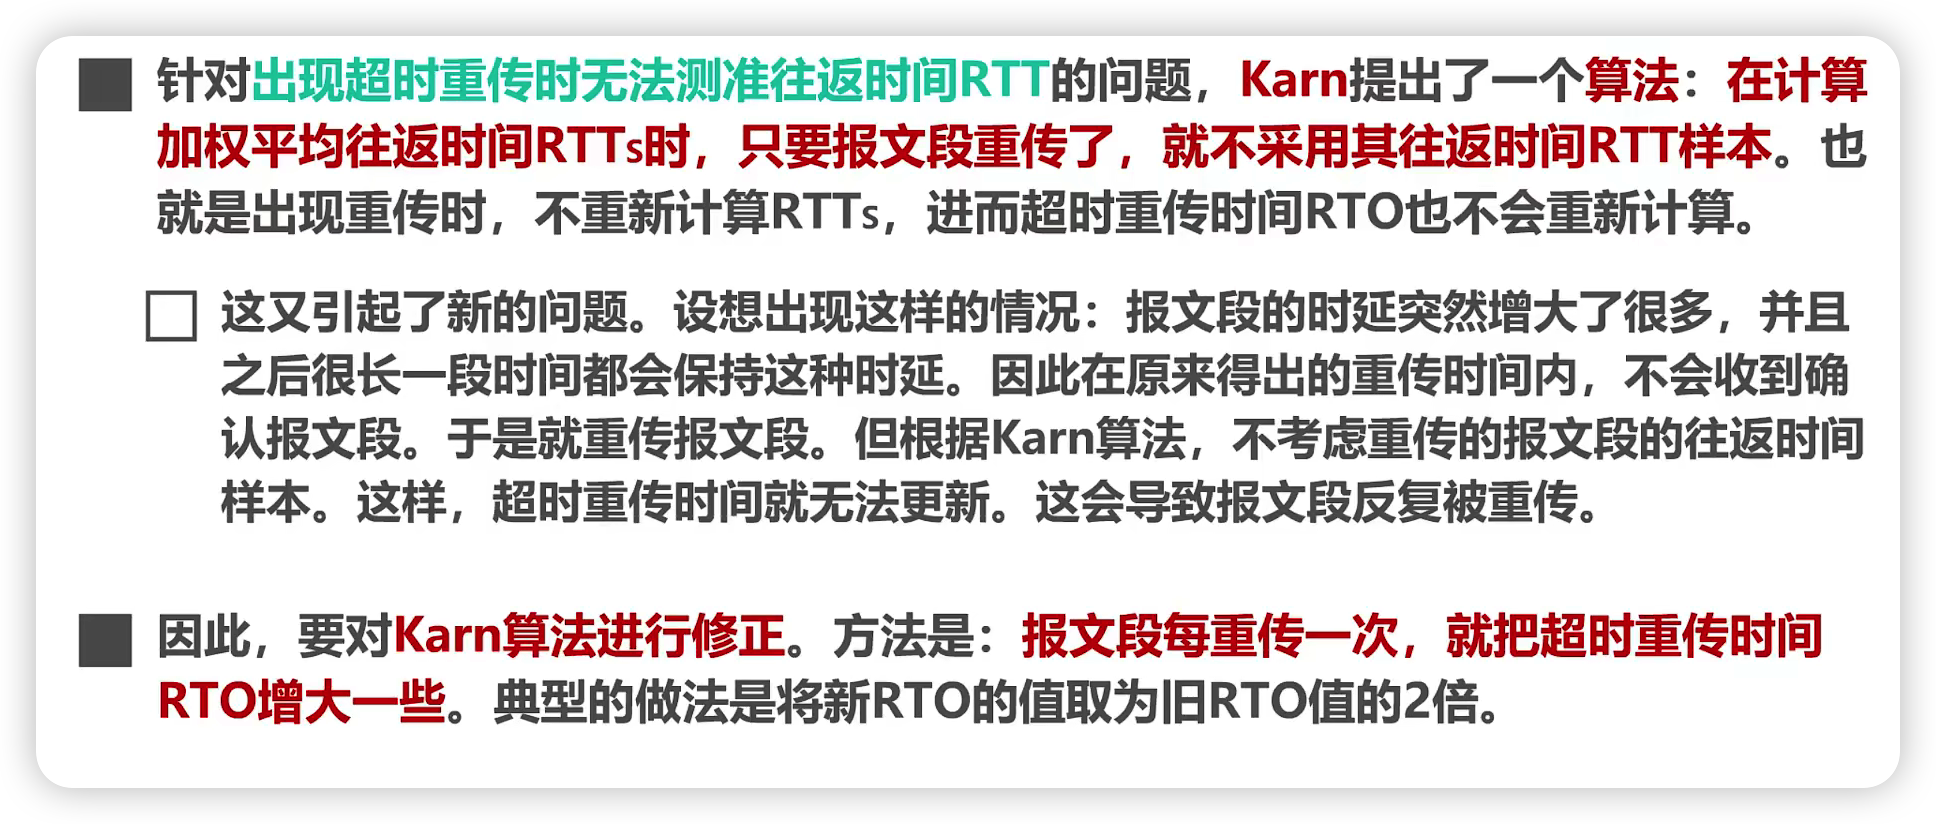 针对出现超时重传时无法测准往返时间RTT的问题，Karn提出了一个算法：在计算
加权平均往返时间RTTs时，只要报文段重传了，就不采用其往返时间RTT样本。也
就是出现重传时，不重新计算RTTs，进而超时重传时间RTO也不会重新计算。
这又引起了新的问题。设想出现这样的情况：报文段的时延突然增大了很多，并且
之后很长一段时间都会保持这种时延。因此在原来得出的重传时间内，不会收到确
认报文段。于是就重传报文段。但根据Karn算法，不考虑重传的报文段的往返时间
样本。这样，超时重传时间就无法更新。这会导致报文段反复被重传。
因此，要对Karn算法进行修正。方法是：报文段每重传一次，就把超时重传时间
RTO增大一些。典型的做法是将新RTO的值取为旧RTO值的2倍。